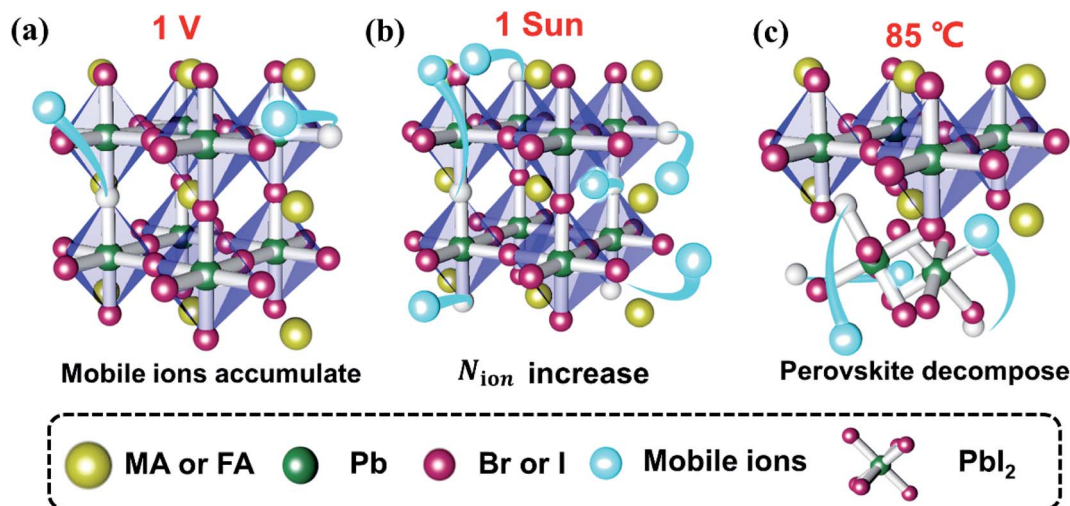 (a) 1 V
(b) 1 Sun
(c) 85 ℃
Mobile ions accumulate
N_ion increase
Perovskite decompose
MA or FA
Pb
Br or I
Mobile ions
PbI₂